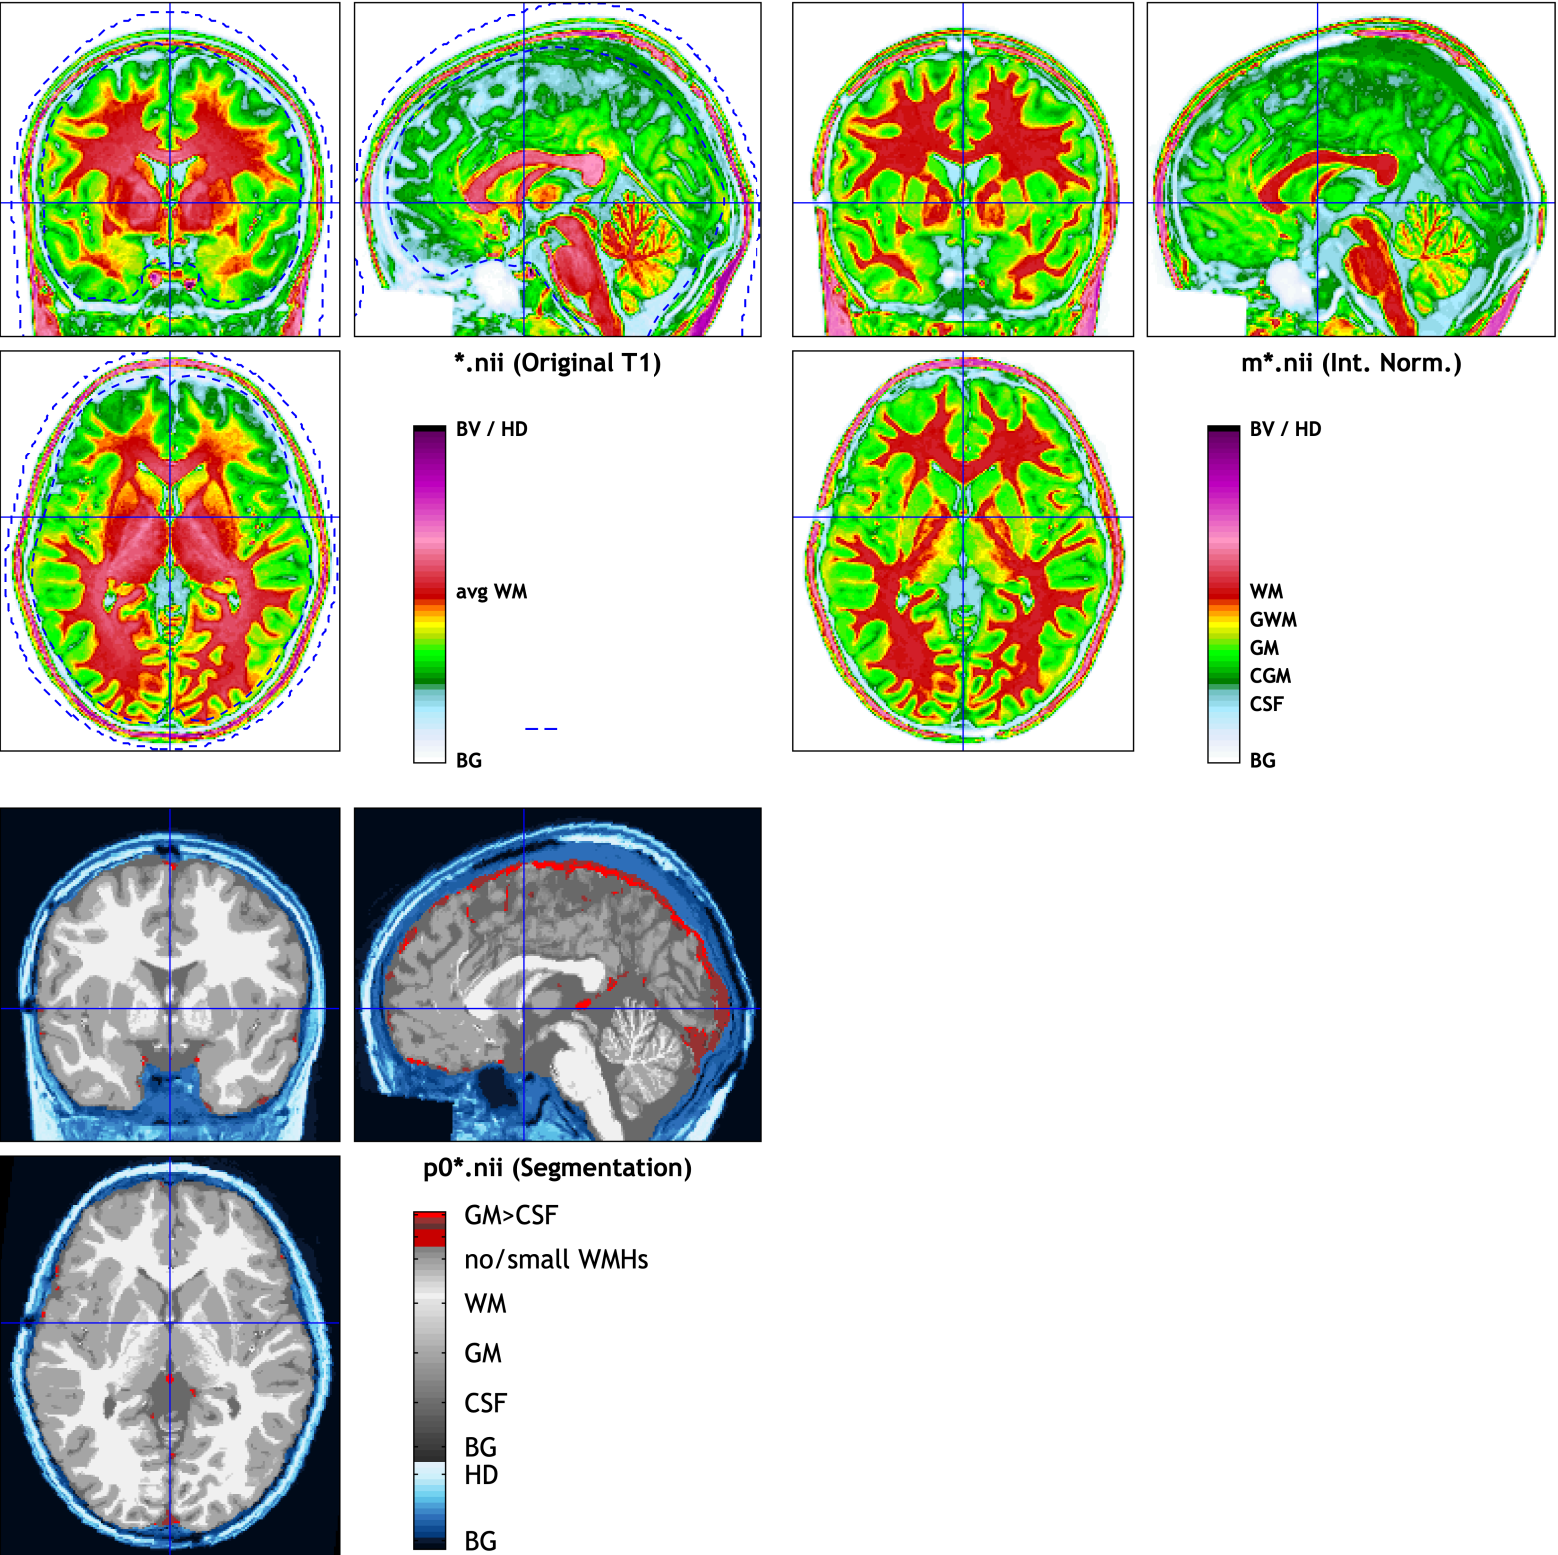 *.nii (Original T1)
BV / HD
avg WM
BG
m*.nii (Int. Norm.)
BV / HD
WM
GWM
GM
CGM
CSF
BG
p0*.nii (Segmentation)
GM>CSF
no/small WMHs
WM
GM
CSF
BG
HD
BG